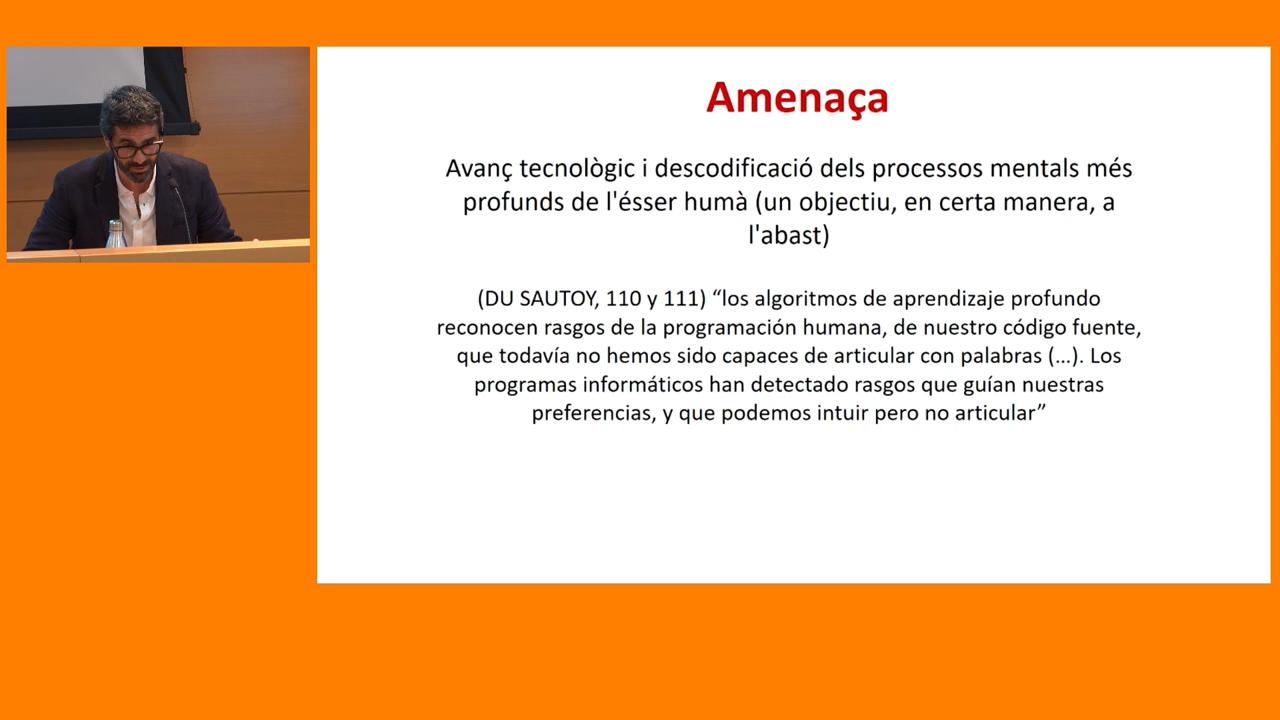 Amenaça
Avanç tecnològic i descodificació dels processos mentals més
profunds de l'ésser humà (un objectiu, en certa manera, a
l'abast)
(DU SAUTOY, 110 y 111) “los algoritmos de aprendizaje profundo
reconocen rasgos de la programación humana, de nuestro código fuente,
que todavía no hemos sido capaces de articular con palabras (...). Los
programas informáticos han detectado rasgos que guían nuestras
preferencias, y que podemos intuir pero no articular”